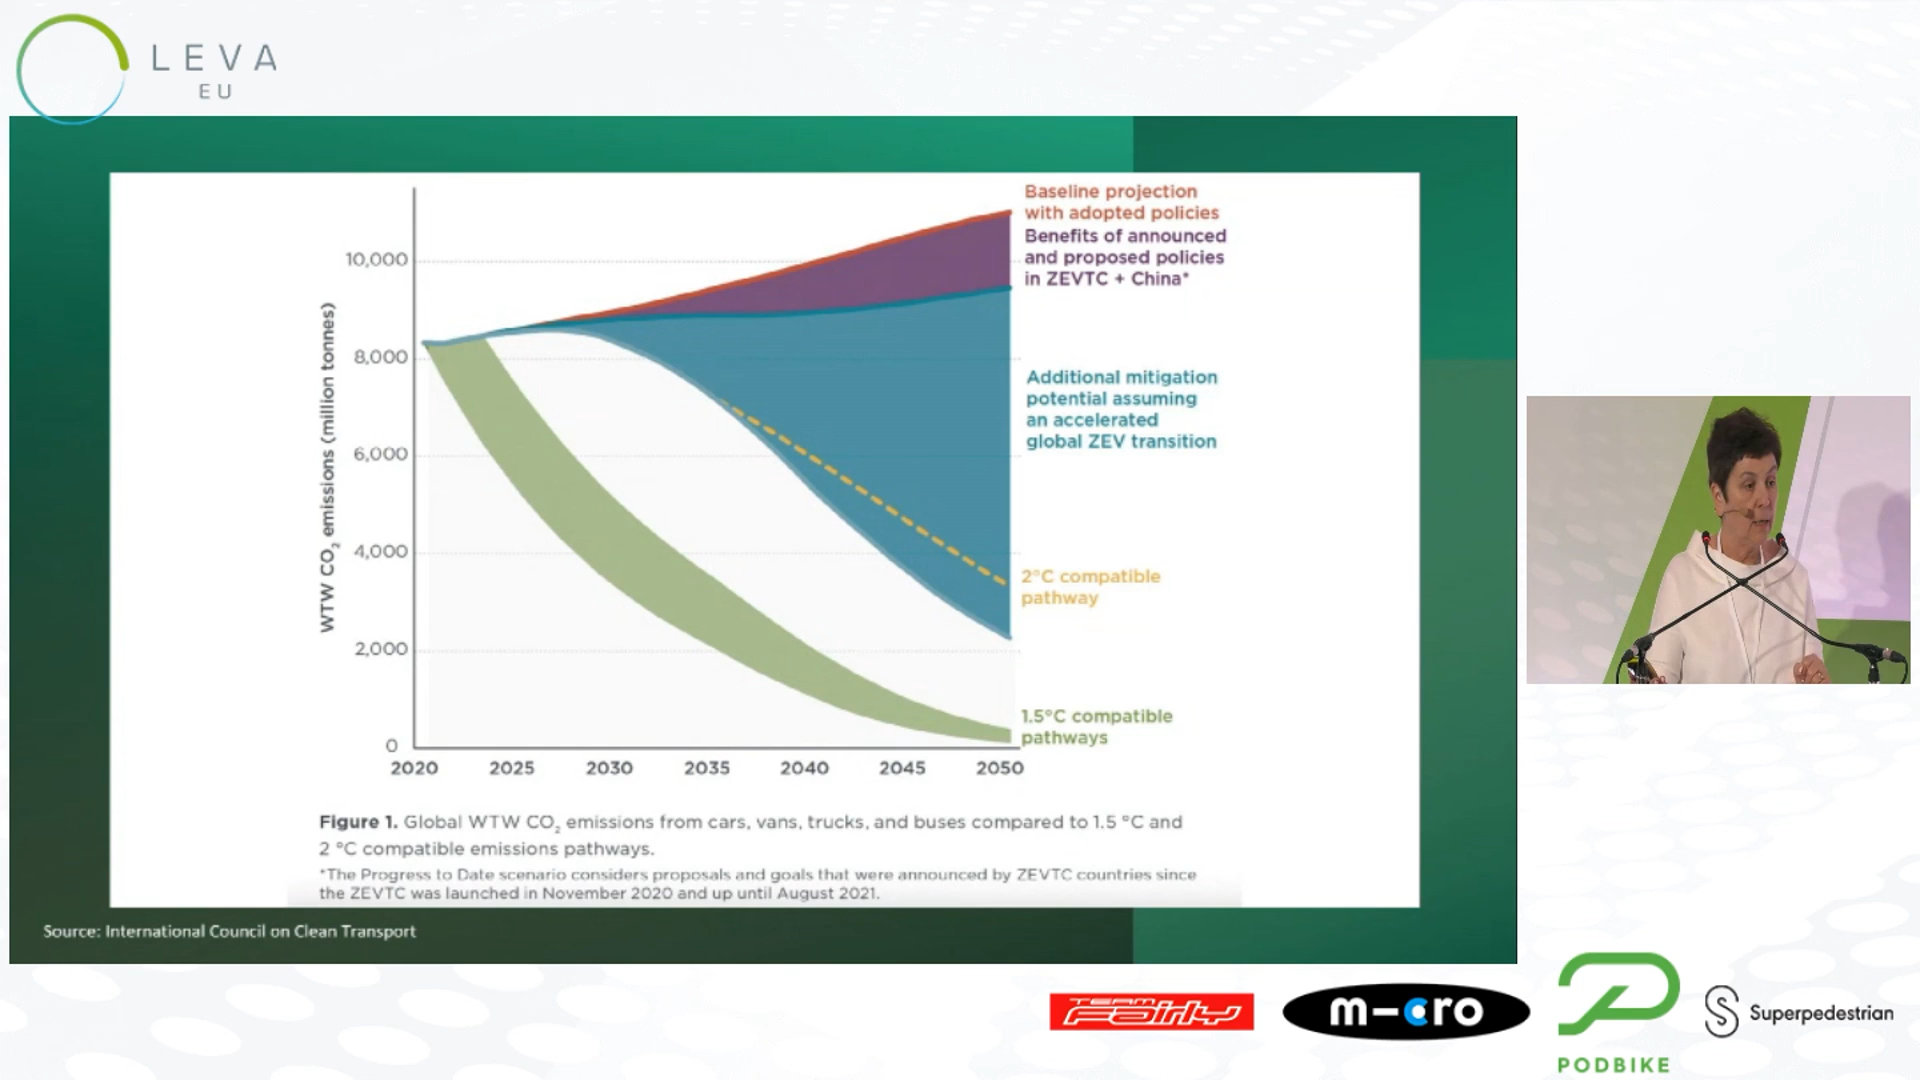 LEVA
EU
Baseline projection
with adopted policies
Benefits of announced
and proposed policies
in ZEVTC + China*
Additional mitigation
potential assuming
an accelerated
global ZEV transition
2°C compatible
pathway
1.5°C compatible
pathways
WTW CO₂ emissions (million tonnes)
10,000
8,000
6,000
4,000
2,000
0
2020 2025 2030 2035 2040 2045 2050
Figure 1. Global WTW CO₂ emissions from cars, vans, trucks, and buses compared to 1.5 °C and
2 °C compatible emissions pathways.
*The Progress to Date scenario considers proposals and goals that were announced by ZEVTC countries since
the ZEVTC was launched in November 2020 and up until August 2021.
Source: International Council on Clean Transport
TEAM
Fairly
m-cro
PODBIKE
Superpedestrian